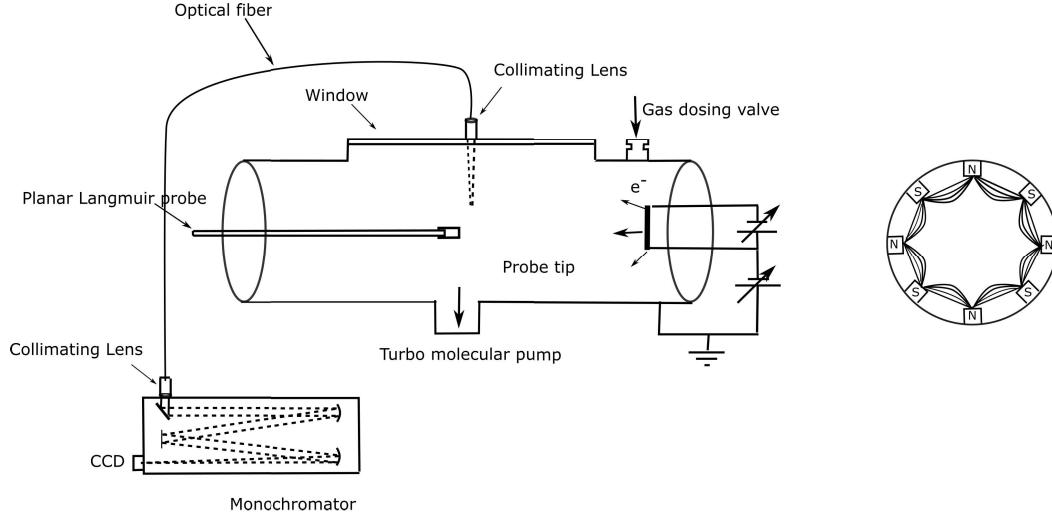 Optical fiber
Collimating Lens
Window
Gas dosing valve
e-
Planar Langmuir probe
Probe tip
Turbo molecular pump
Collimating Lens
CCD
Monochromator
N
S
S
N
N
S
S
N